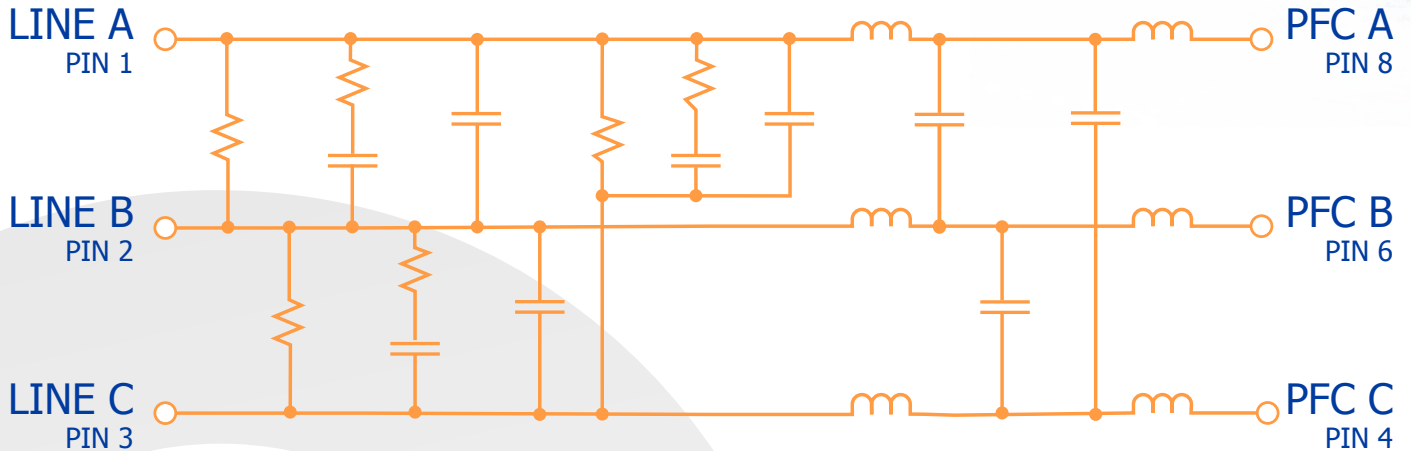 LINE A
PIN 1
PFC A
PIN 8
LINE B
PIN 2
PFC B
PIN 6
LINE C
PIN 3
PFC C
PIN 4